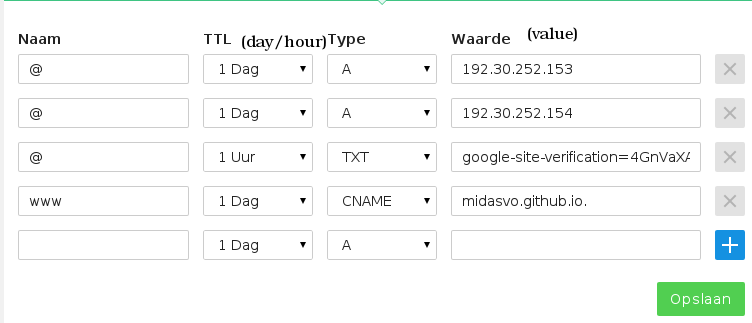 Naam TTL (day/hour) Type Waarde (value)
@ 1 Dag A 192.30.252.153
@ 1 Dag A 192.30.252.154
@ 1 Uur TXT google-site-verification=4GnVaXA
www 1 Dag CNAME midasvo.github.io.
1 Dag A
Opslaan